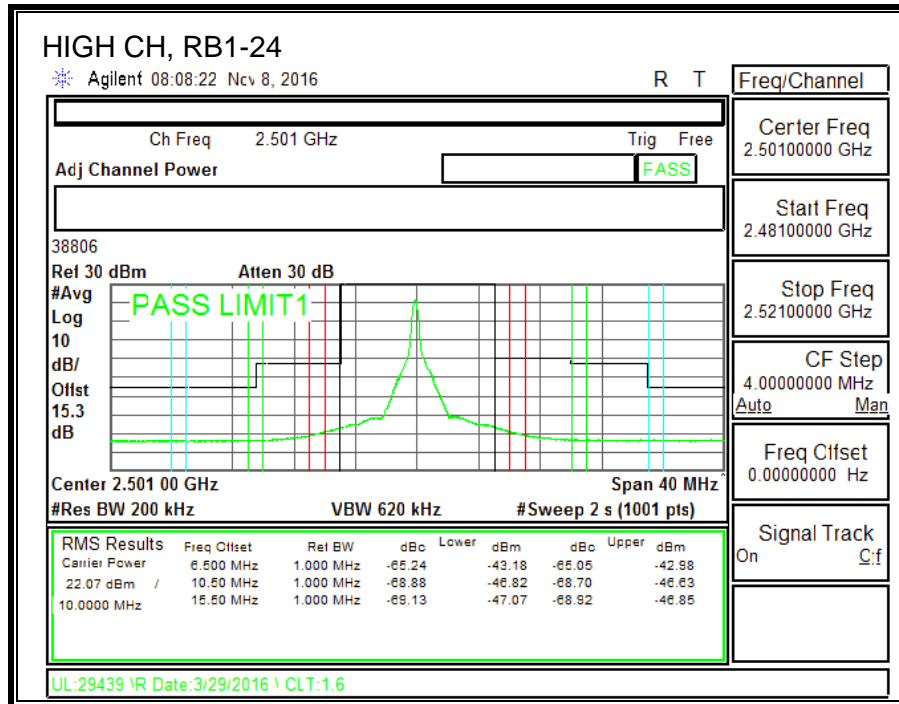 HIGH CH, RB1-24
Agilent 08:08:22 Nov 8, 2016 R T
Ch Freq 2.501 GHz Trig Free
Adj Channel Power PASS
38806
Ref 30 dBm Atten 30 dB
#Avg
Log
10
dB/
Offst
15.3
dB
PASS LIMIT1
Center 2.501 00 GHz Span 40 MHz
#Res BW 200 kHz VBW 620 kHz #Sweep 2 s (1001 pts)
RMS Results Freq Offset Ref BW dBc Lower dBm dBc Upper dBm
Carrier Power 6.500 MHz 1.000 MHz -65.24 -43.18 -65.05 -42.98
22.07 dBm / 10.50 MHz 1.000 MHz -68.88 -46.82 -68.70 -46.63
10.0000 MHz 15.50 MHz 1.000 MHz -69.13 -47.07 -68.92 -46.85
UL:29439 \R Date:3/29/2016 \ CLT:1.6
Freq/Channel
Center Freq
2.50100000 GHz
Start Freq
2.48100000 GHz
Stop Freq
2.52100000 GHz
CF Step
4.00000000 MHz
Auto Man
Freq Offset
0.00000000 Hz
Signal Track
On Off